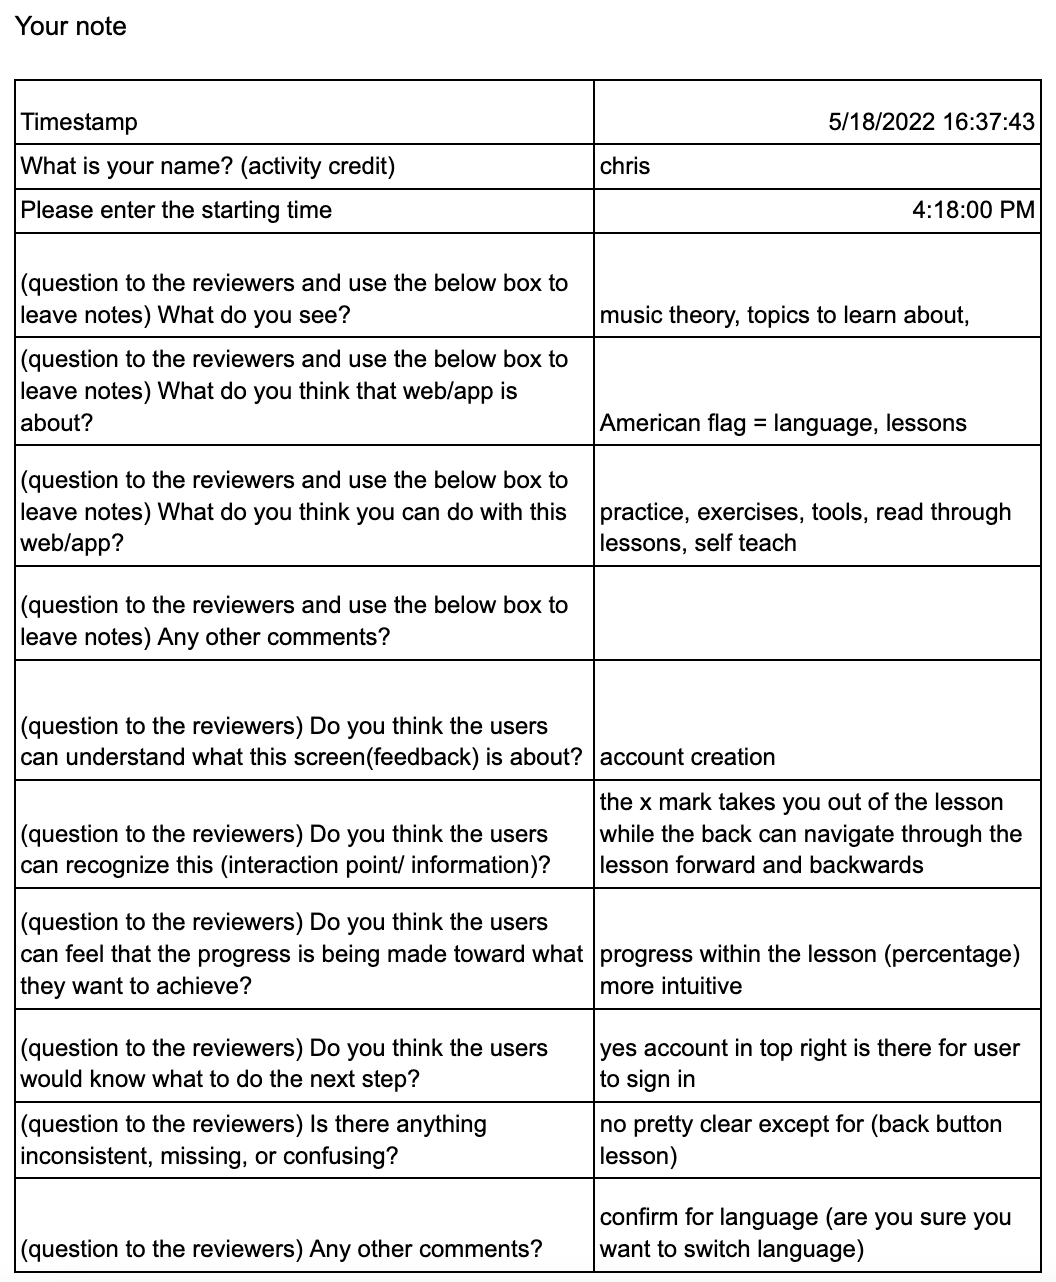 Your note
Timestamp
5/18/2022 16:37:43
What is your name? (activity credit)
chris
Please enter the starting time
4:18:00 PM
(question to the reviewers and use the below box to
leave notes) What do you see?
music theory, topics to learn about,
(question to the reviewers and use the below box to
leave notes) What do you think that web/app is
about?
American flag = language, lessons
(question to the reviewers and use the below box to
leave notes) What do you think you can do with this
web/app?
practice, exercises, tools, read through
lessons, self teach
(question to the reviewers and use the below box to
leave notes) Any other comments?
(question to the reviewers) Do you think the users
can understand what this screen(feedback) is about?
account creation
(question to the reviewers) Do you think the users
can recognize this (interaction point/ information)?
the x mark takes you out of the lesson
while the back can navigate through the
lesson forward and backwards
(question to the reviewers) Do you think the users
can feel that the progress is being made toward what
they want to achieve?
progress within the lesson (percentage)
more intuitive
(question to the reviewers) Do you think the users
would know what to do the next step?
yes account in top right is there for user
to sign in
(question to the reviewers) Is there anything
inconsistent, missing, or confusing?
no pretty clear except for (back button
lesson)
(question to the reviewers) Any other comments?
confirm for language (are you sure you
want to switch language)